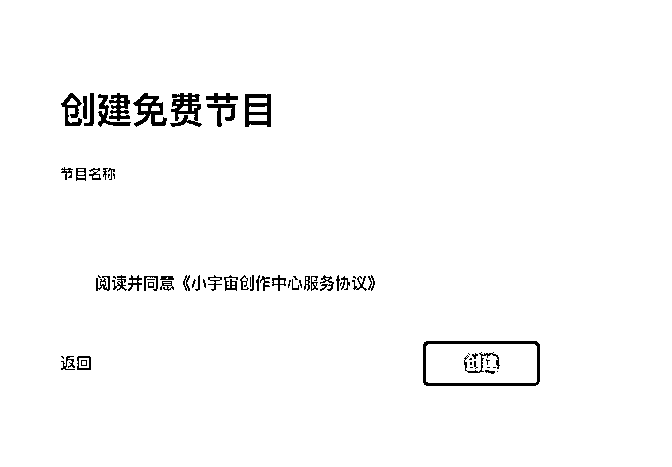 创建免费节目
节目名称
阅读并同意《小宇宙创作中心服务协议》
返回
创建